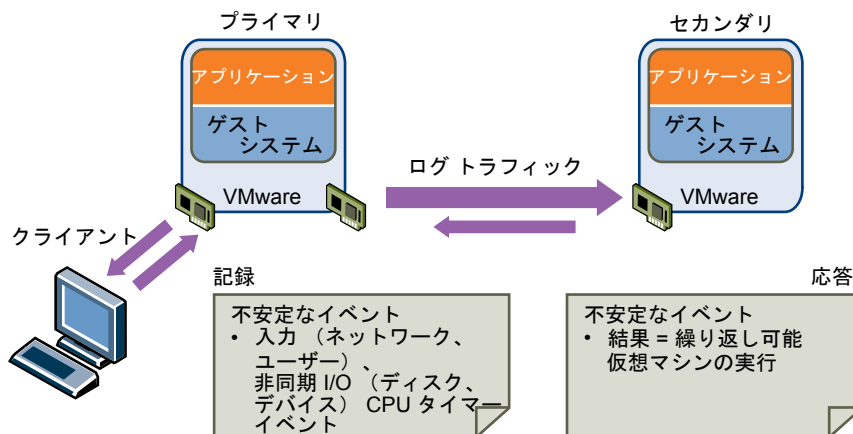 プライマリ
セカンダリ
アプリケーション
ゲスト
システム
VMware
アプリケーション
ゲスト
システム
VMware
ログ トラフィック
クライアント
記録
不安定なイベント
• 入力 （ネットワーク、
ユーザー）、
非同期 I/O （ディスク、
デバイス） CPU タイマー
イベント
応答
不安定なイベント
• 結果 = 繰り返し可能
仮想マシンの実行